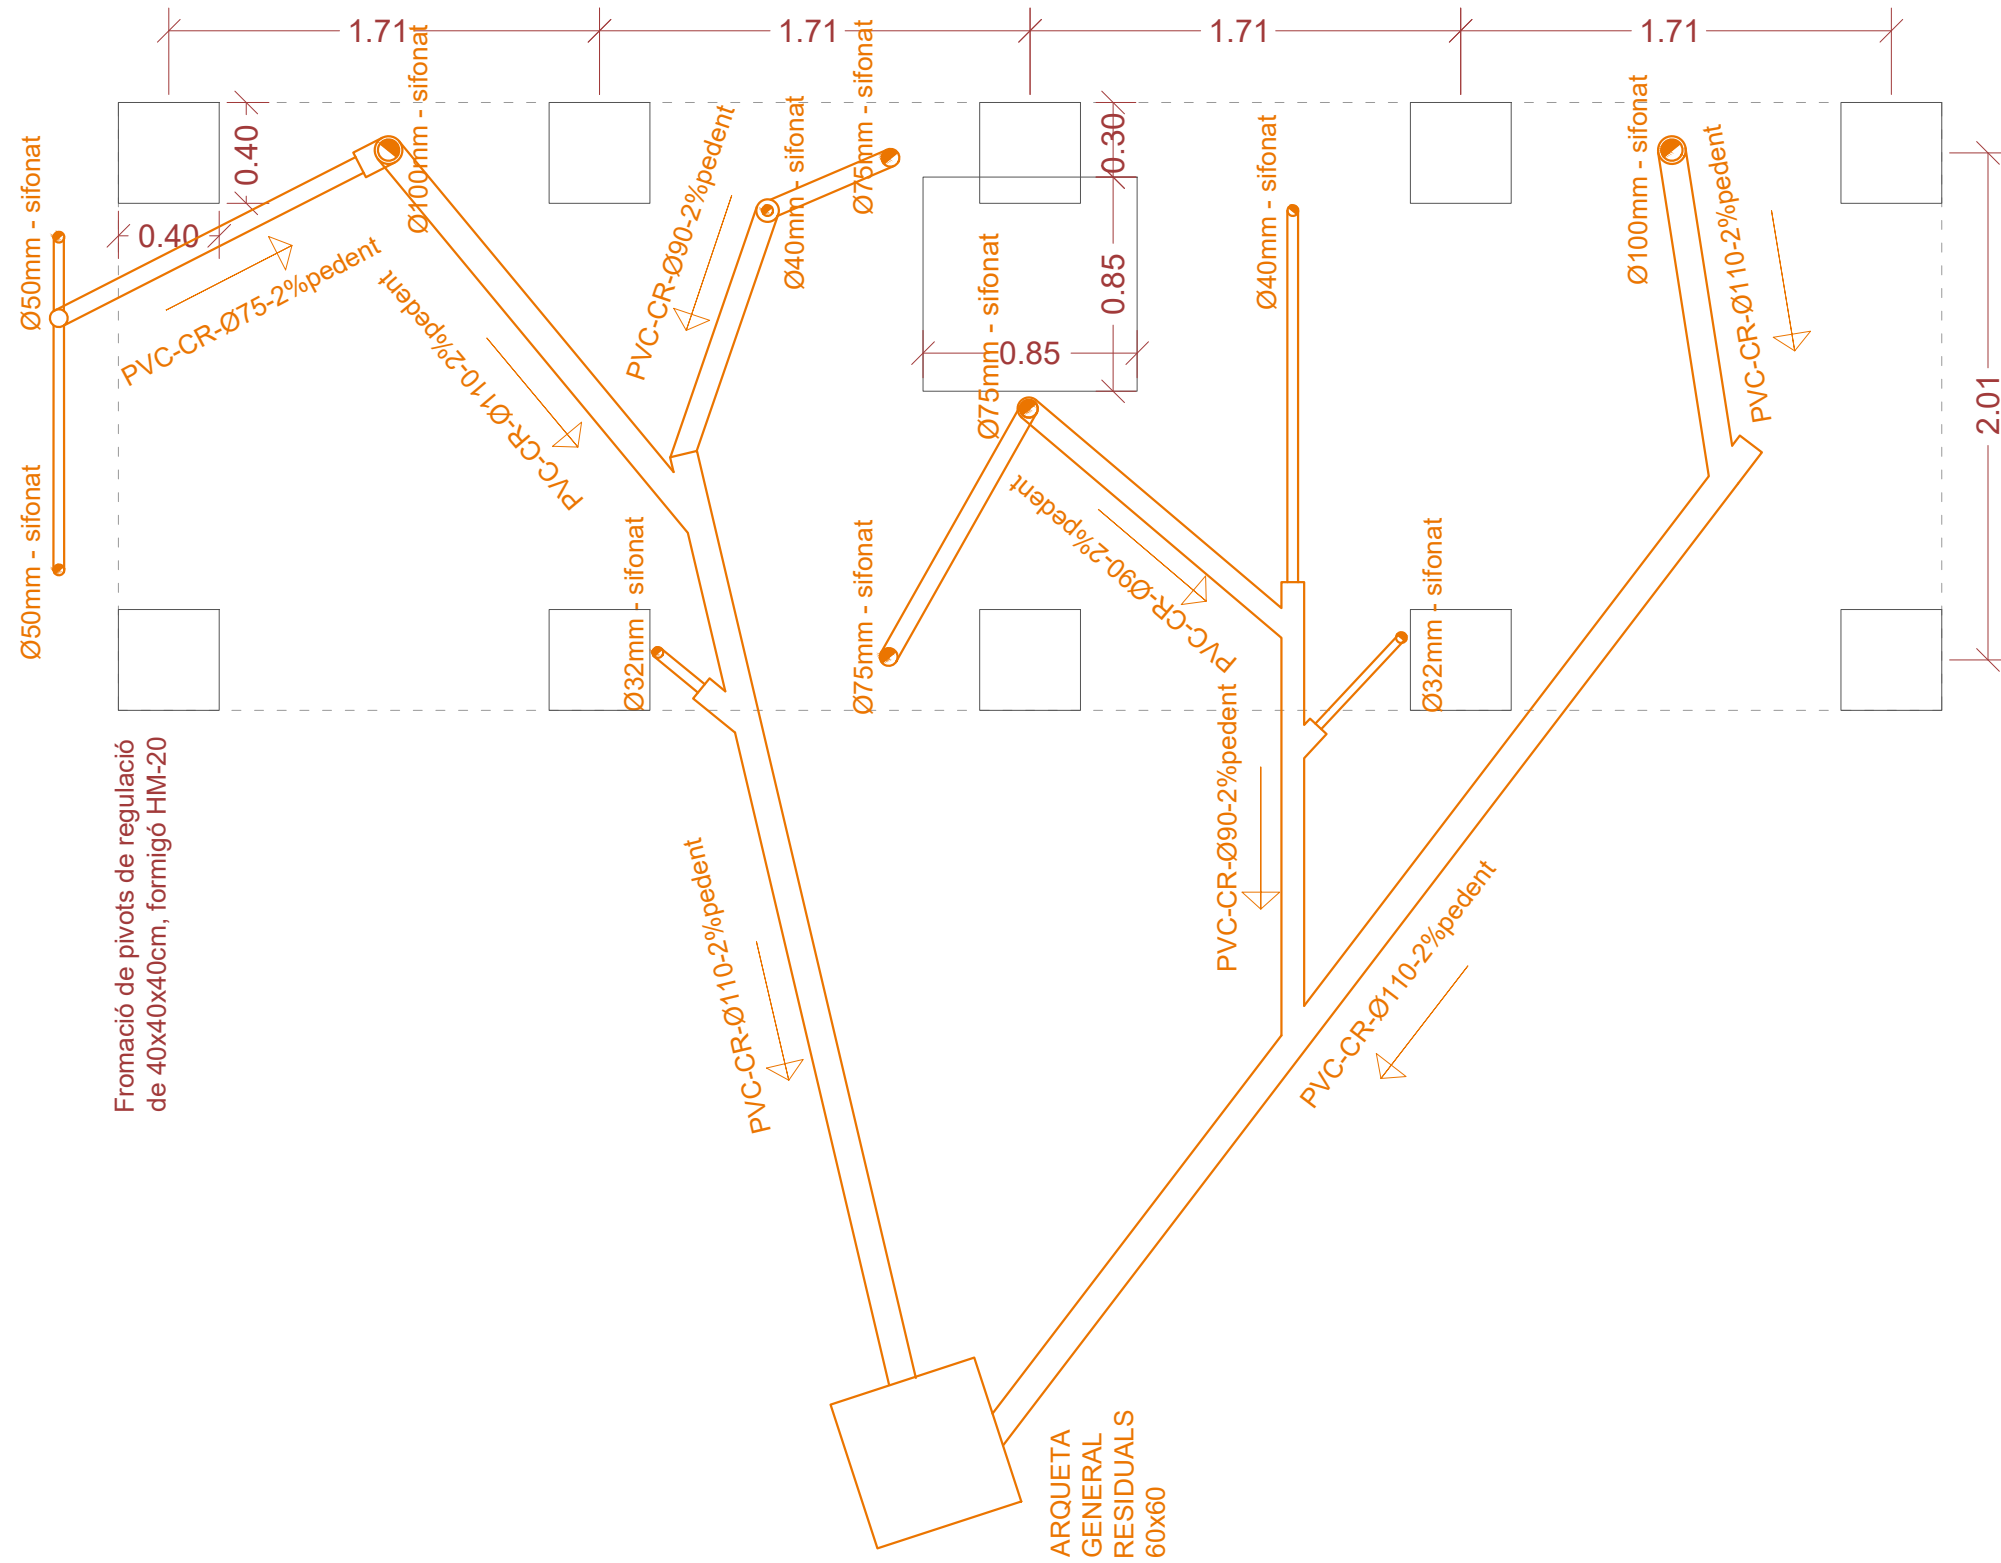 1.71
1.71
1.71
1.71
Ø100mm - sifonat
Ø75mm - sifonat
Ø40mm - sifonat
PVC-CR-Ø90-2%pedent
0.40
0.40
0.30
0.85
0.85
Ø40mm - sifonat
Ø100mm - sifonat
PVC-CR-Ø110-2%pedent
Ø50mm - sifonat
PVC-CR-Ø75-2%pedent
PVC-CR-Ø110-2%pedent
Ø75mm - sifonat
2.01
Ø50mm - sifonat
Ø32mm - sifonat
Ø75mm - sifonat
PVC-CR-Ø90-2%pedent
Ø32mm - sifonat
PVC-CR-Ø90-2%pedent
Fromació de pivots de regulació
de 40x40x40cm, formigó HM-20
PVC-CR-Ø110-2%pedent
PVC-CR-Ø110-2%pedent
ARQUETA
GENERAL
RESIDUALS
60x60